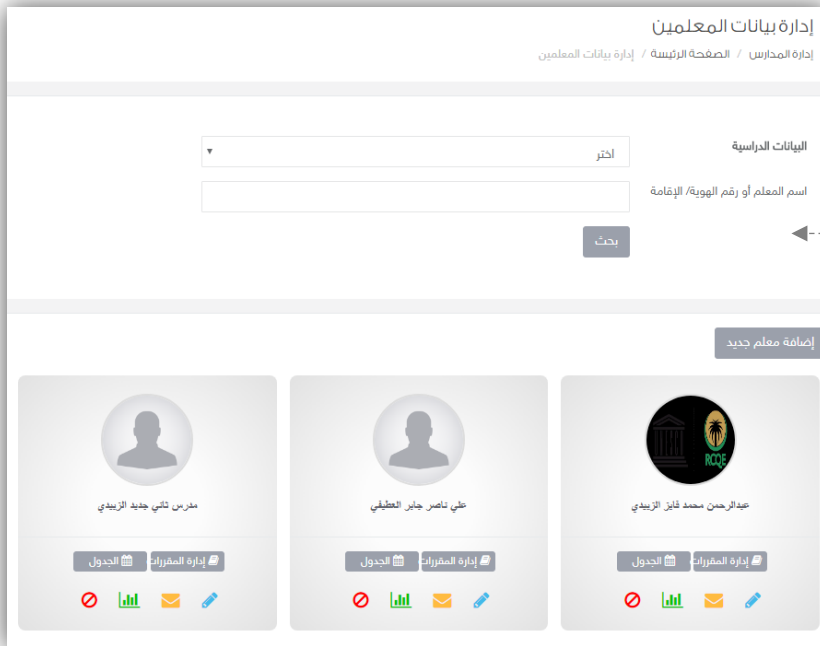 إدارة بيانات المعلمين
إدارة المدارس / الصفحة الرئيسة / إدارة بيانات المعلمين
البيانات الدراسية
اختر
اسم المعلم أو رقم الهوية/ الإقامة
بحث
إضافة معلم جديد
RCQE
عبدالرحمن محمد فايز الزبيدي
علي ناصر جابر العطيفي
مدرس ثاني جديد الزبيدي
إدارة المقررات الجدول
إدارة المقررات الجدول
إدارة المقررات الجدول